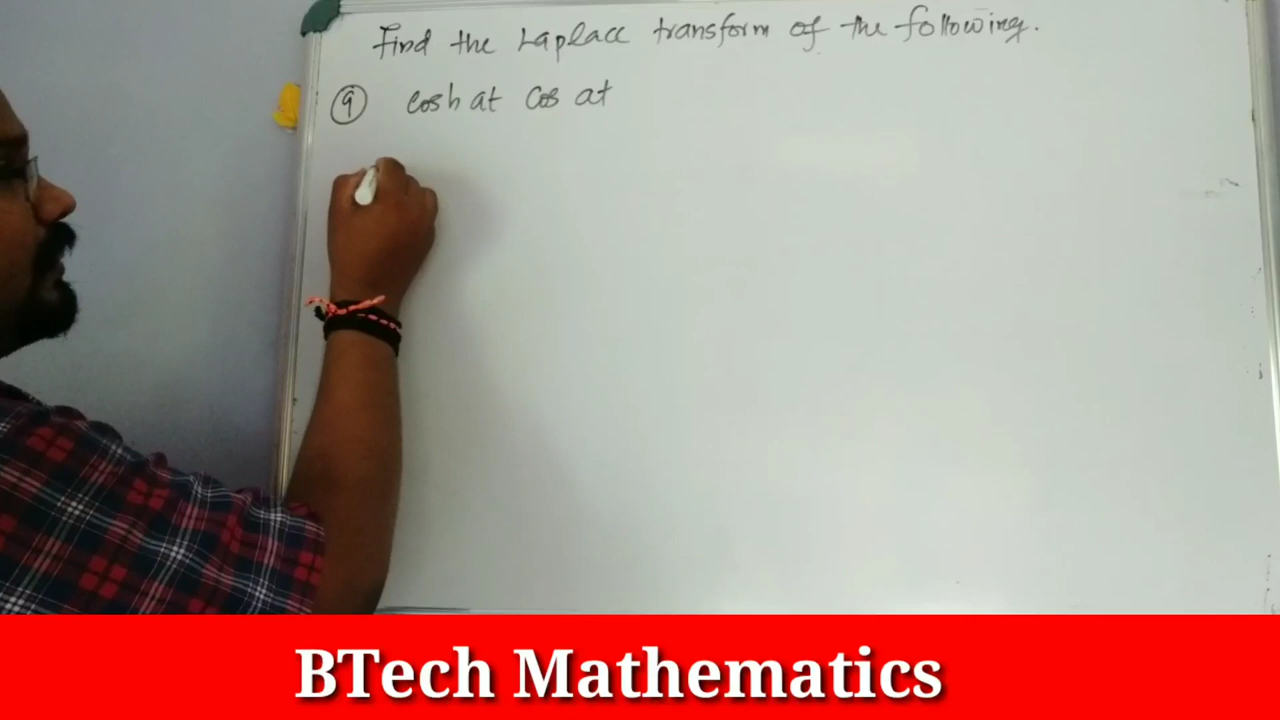 Find the Laplace transform of the following.
9 cosh at cos at
BTech Mathematics